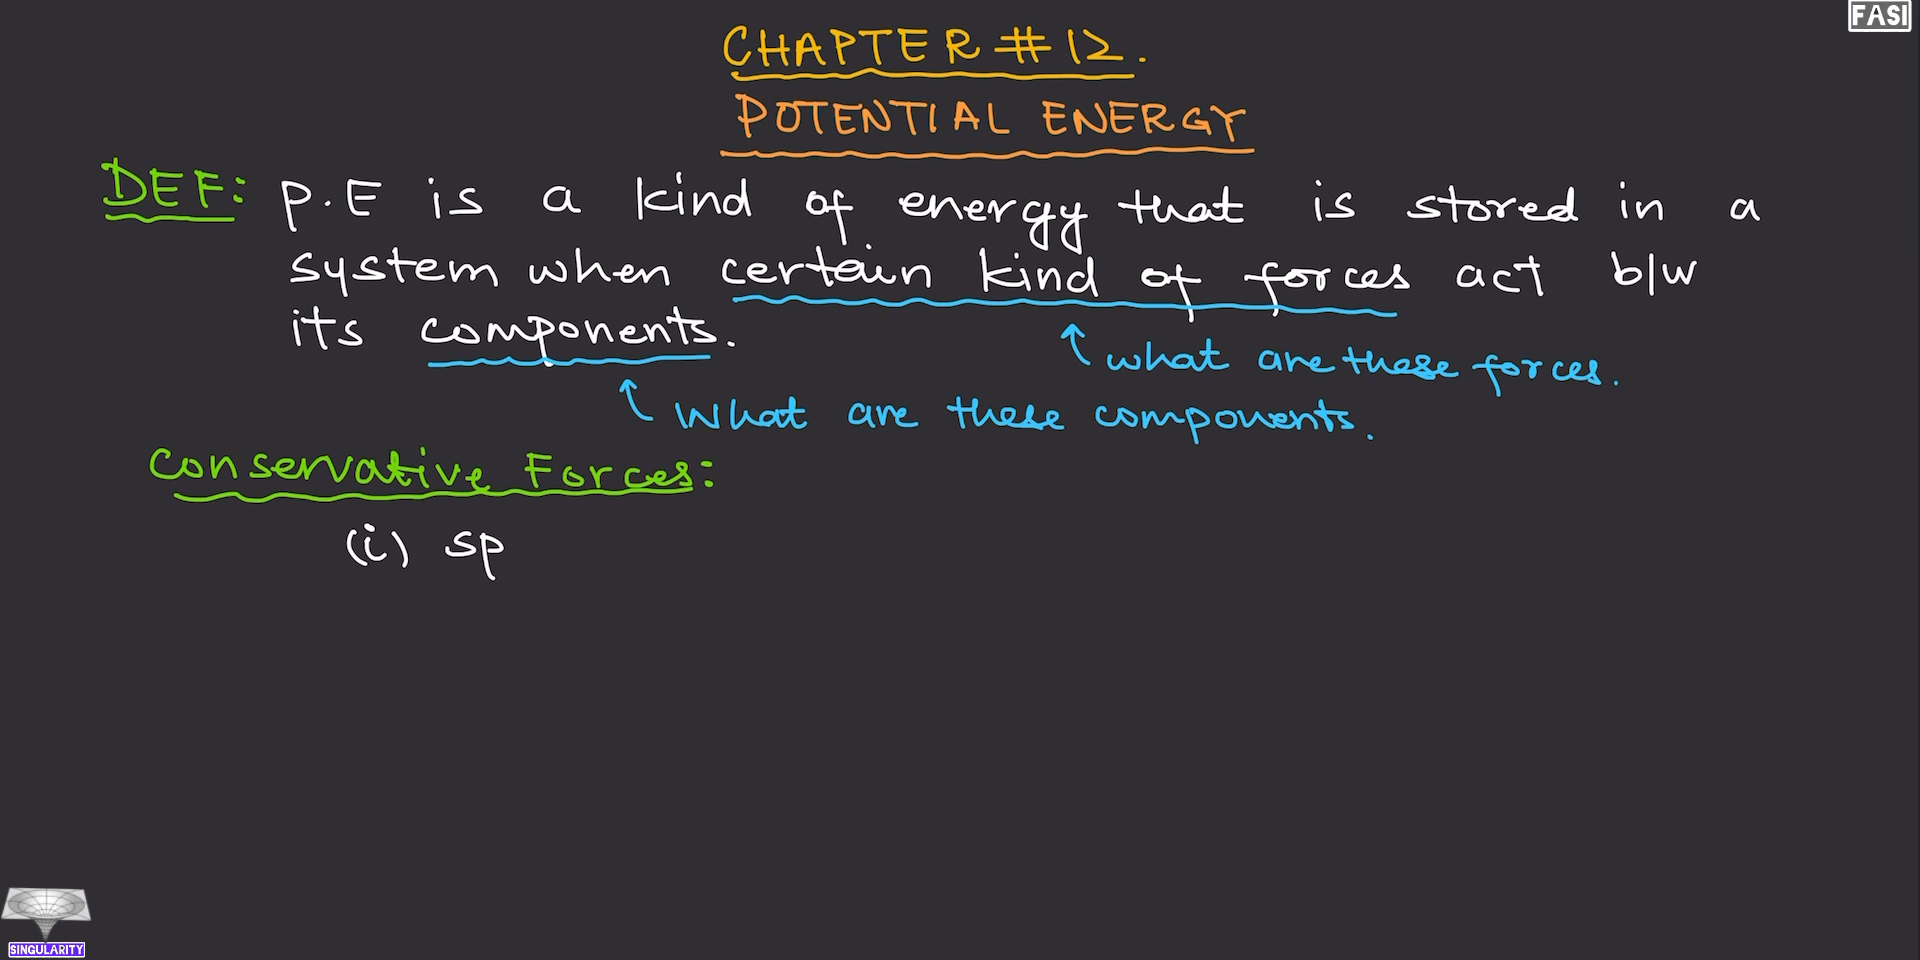 FASI
CHAPTER # 12.
POTENTIAL ENERGY
DEF: P.E is a kind of energy that is stored in a
system when certain kind of forces act b/w
its components.
what are these forces.
What are these components.
Conservative Forces:
(i) sp
SINGULARITY